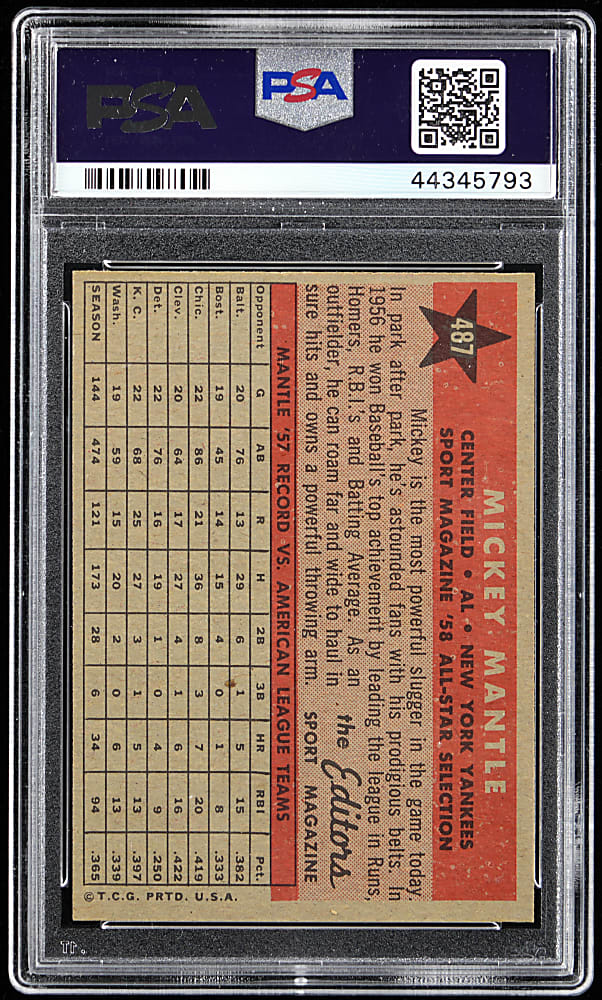 PSA
PSA
44345793
487
MICKEY MANTLE
CENTER FIELD • AL • NEW YORK YANKEES
SPORT MAGAZINE '58 ALL-STAR SELECTION
Mickey is the most powerful slugger in the game today.
In park after park, he's astounded fans with his prodigious belts. In
1956 he won Baseball's top achievement by leading the league in Runs,
Homers, R.B.I.'s and Batting Average. As an
outfielder, he can roam far and wide to haul in
sure hits and owns a powerful throwing arm.
the Editors
SPORT MAGAZINE
MANTLE '57 RECORD VS. AMERICAN LEAGUE TEAMS
Opponent G AB R H 2B 3B HR RBI Pct.
Balt. 20 76 13 29 6 1 5 15 .382
Bost. 19 45 14 15 4 0 1 8 .333
Chic. 22 86 21 36 8 3 7 20 .419
Clev. 20 64 17 27 4 1 6 16 .422
Det. 22 76 16 19 1 0 4 9 .250
K. C. 22 68 25 27 3 1 5 13 .397
Wash. 19 59 15 20 2 0 6 13 .339
SEASON 144 474 121 173 28 6 34 94 .365
© T.C.G. PRTD. U.S.A.